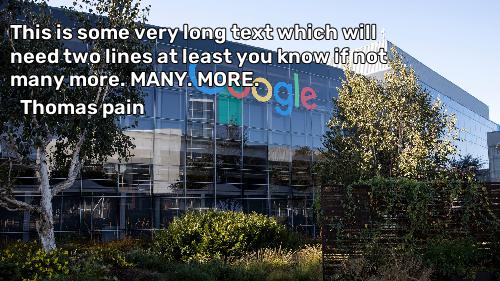 This is some very long text which will
need two lines at least you know if not
many more. MANY. MORE.
Google
Thomas pain